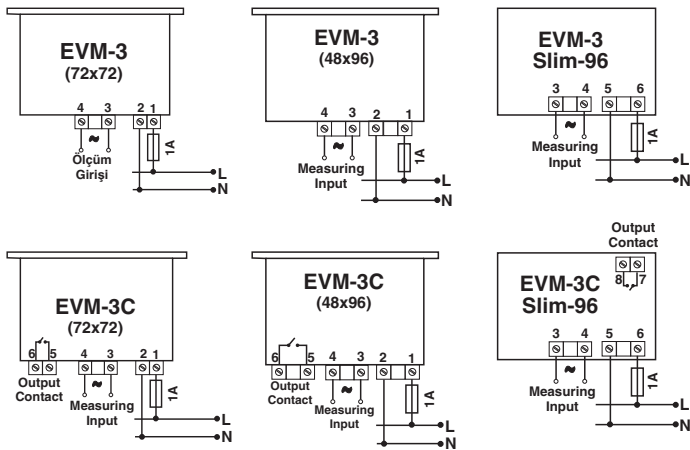 EVM-3
(72x72)
4 3 2 1
1A
Ölçüm
Girişi
L
N
EVM-3
(48x96)
4 3 2 1
1A
Measuring
Input
L
N
EVM-3
Slim-96
3 4 5 6
1A
Measuring
Input
L
N
EVM-3C
(72x72)
6 5 4 3 2 1
Output
Contact
Measuring
Input
1A
L
N
EVM-3C
(48x96)
6 5 4 3 2 1
Output
Contact
Measuring
Input
1A
L
N
Output
Contact
8 7
EVM-3C
Slim-96
3 4 5 6
1A
Measuring
Input
L
N